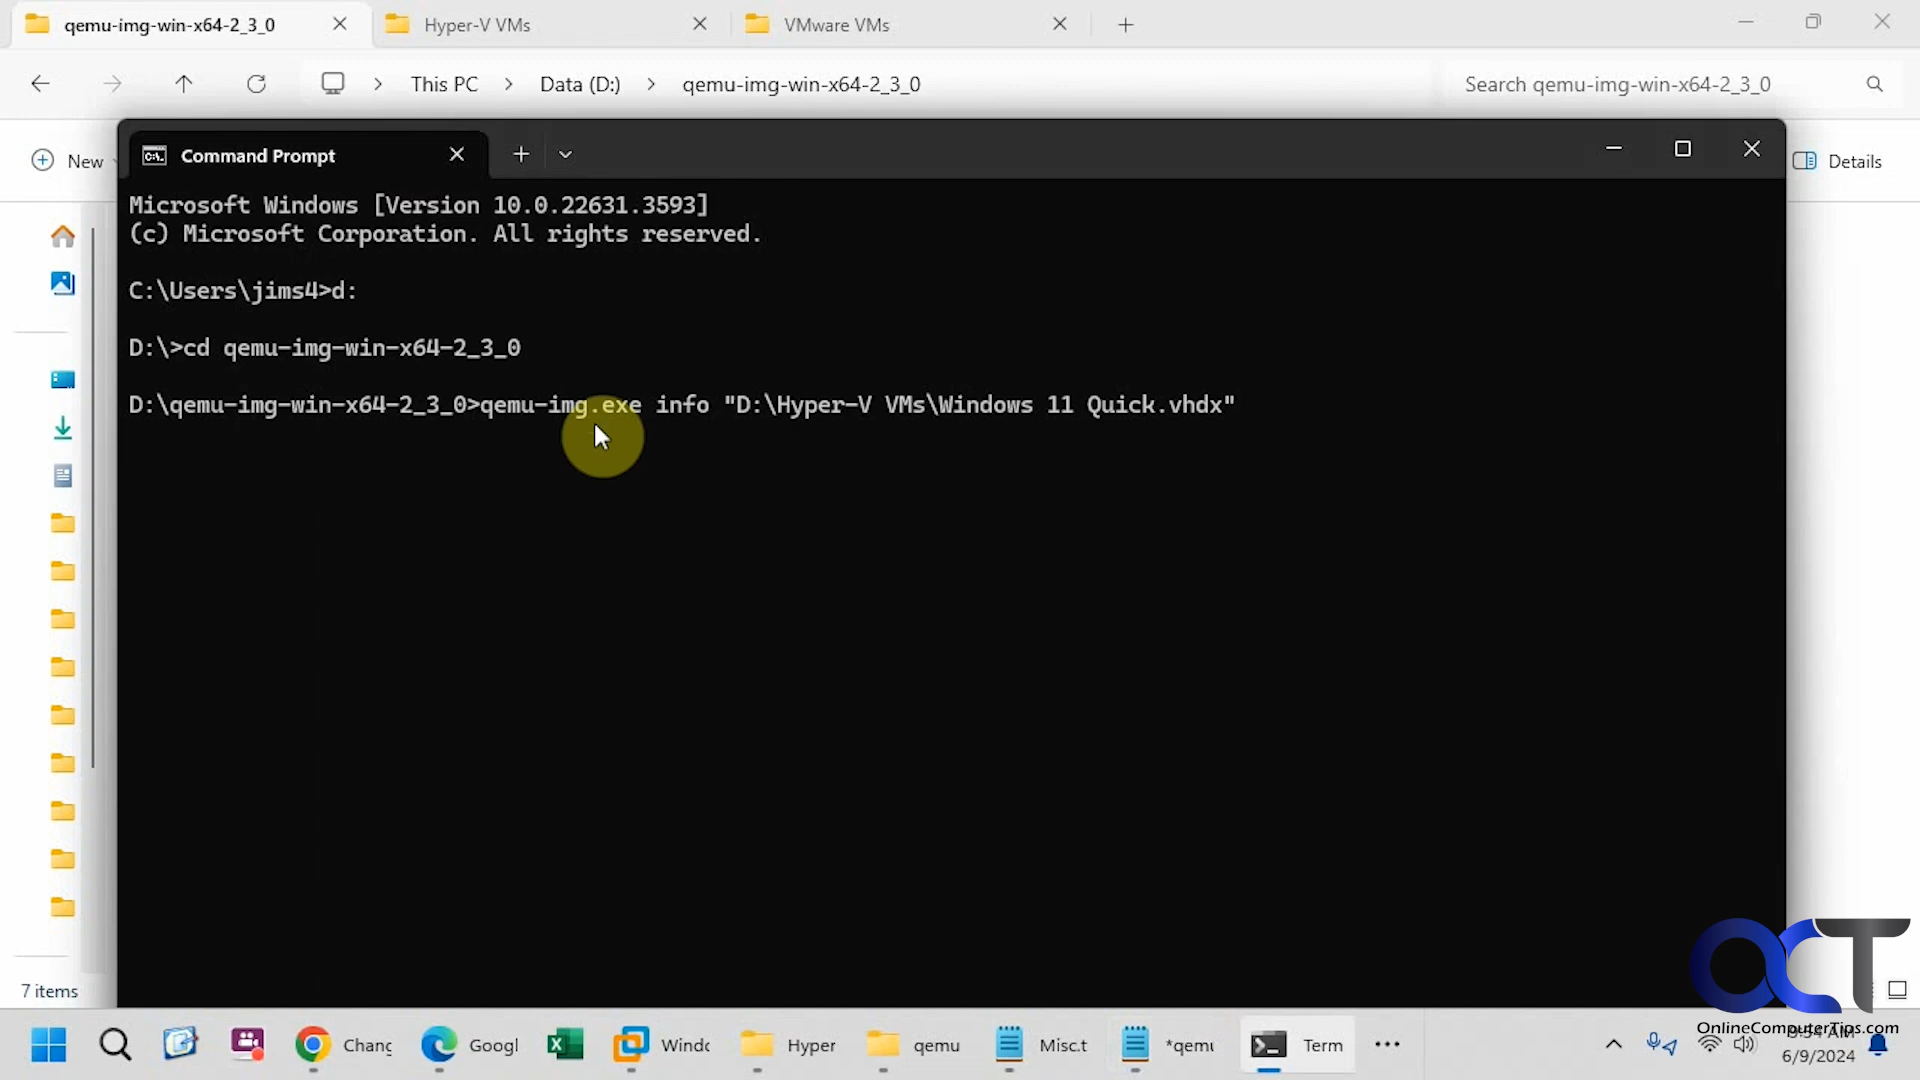 qemu-img-win-x64-2_3_0
Hyper-V VMs
VMware VMs
This PC
Data (D:)
qemu-img-win-x64-2_3_0
Search qemu-img-win-x64-2_3_0
New
Command Prompt
Details
Microsoft Windows [Version 10.0.22631.3593]
(c) Microsoft Corporation. All rights reserved.
C:\Users\jims4>d:
D:\>cd qemu-img-win-x64-2_3_0
D:\qemu-img-win-x64-2_3_0>qemu-img.exe info "D:\Hyper-V VMs\Windows 11 Quick.vhdx"
7 items
OCT
OnlineComputerTips.com
Chang
Googl
Windo
Hyper
qemu
Misc.t
*qemu
Term
6/9/2024